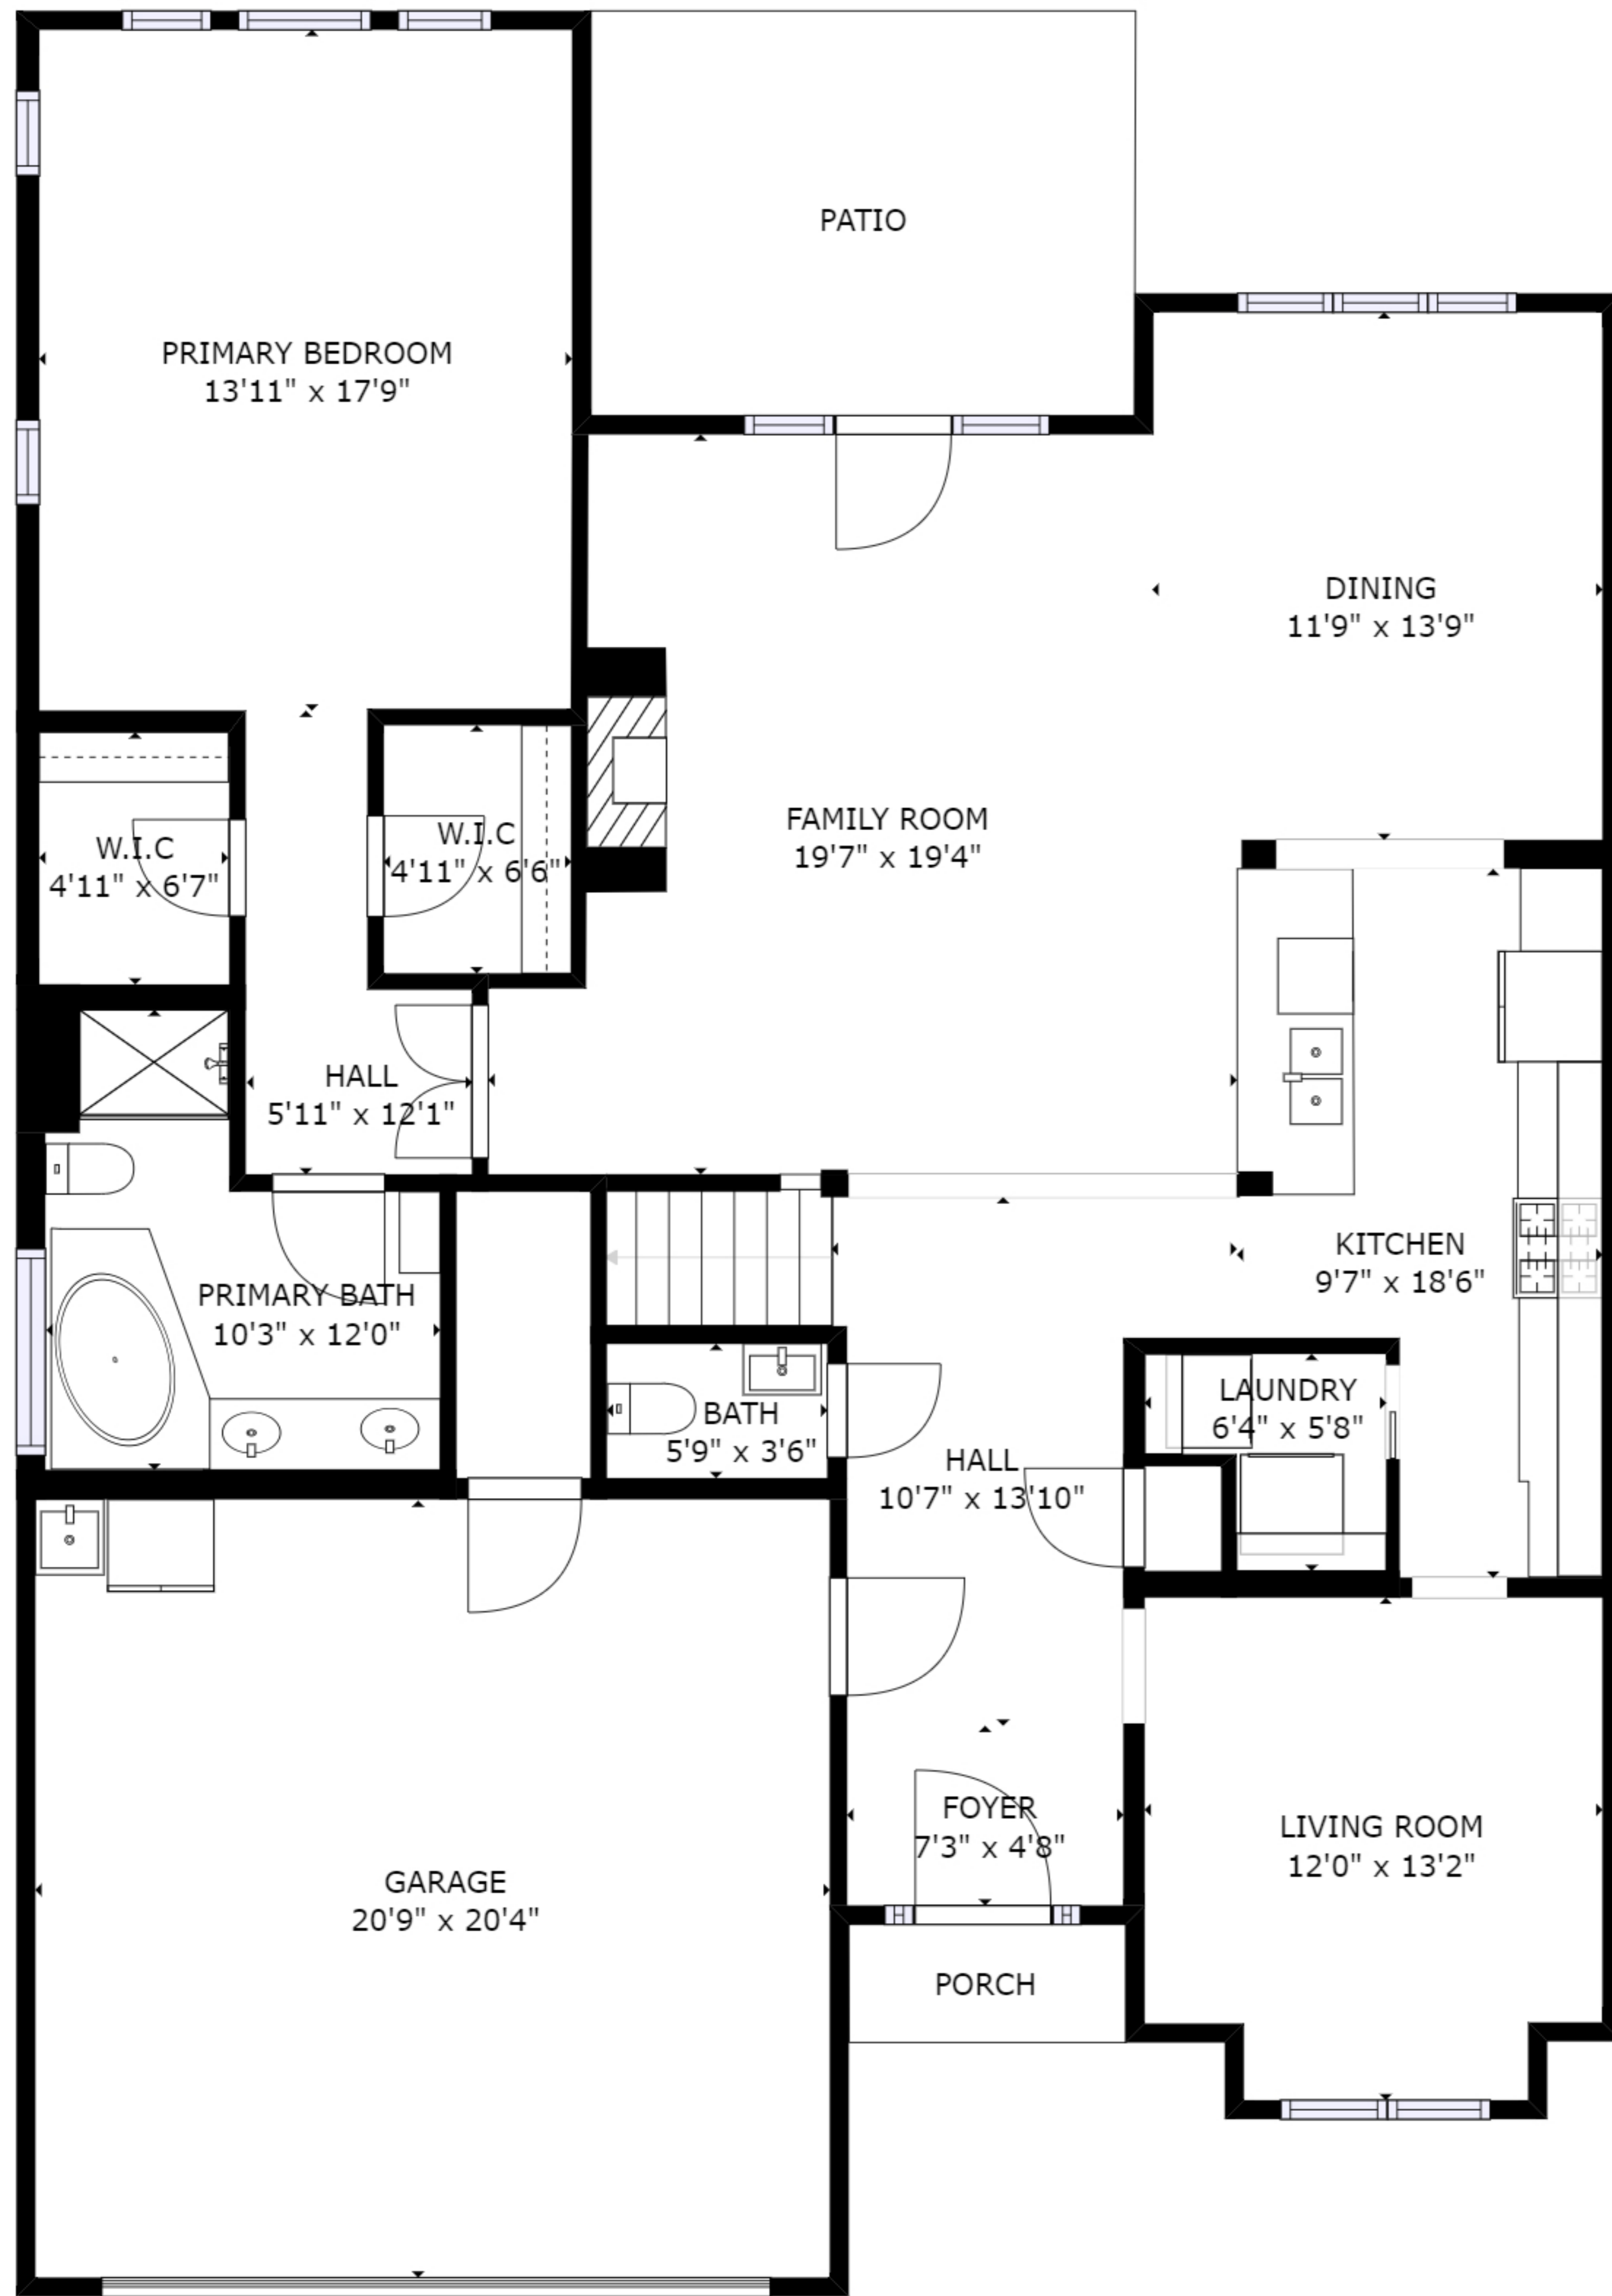 PATIO
PRIMARY BEDROOM
13'11" x 17'9"
DINING
11'9" x 13'9"
FAMILY ROOM
19'7" x 19'4"
W.I.C
4'11" x 6'7"
W.I.C
4'11" x 6'6"
HALL
5'11" x 12'1"
KITCHEN
9'7" x 18'6"
PRIMARY BATH
10'3" x 12'0"
LAUNDRY
6'4" x 5'8"
BATH
5'9" x 3'6"
HALL
10'7" x 13'10"
FOYER
7'3" x 4'8"
LIVING ROOM
12'0" x 13'2"
GARAGE
20'9" x 20'4"
PORCH